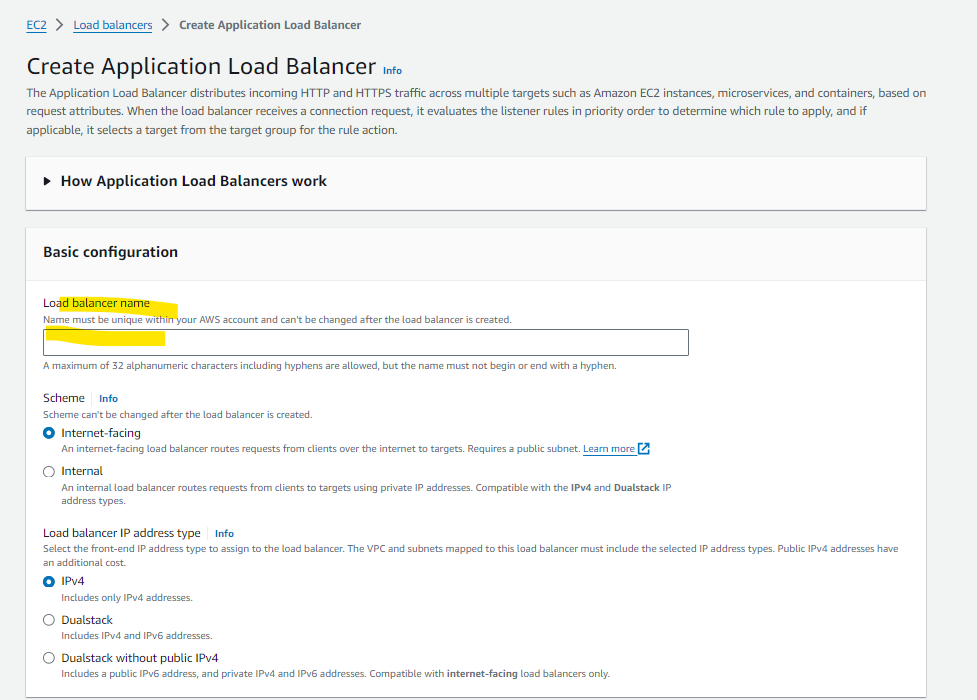 EC2 > Load balancers > Create Application Load Balancer
Create Application Load Balancer Info
The Application Load Balancer distributes incoming HTTP and HTTPS traffic across multiple targets such as Amazon EC2 instances, microservices, and containers, based on
request attributes. When the load balancer receives a connection request, it evaluates the listener rules in priority order to determine which rule to apply, and if
applicable, it selects a target from the target group for the rule action.
How Application Load Balancers work
Basic configuration
Load balancer name
Name must be unique within your AWS account and can't be changed after the load balancer is created.
A maximum of 32 alphanumeric characters including hyphens are allowed, but the name must not begin or end with a hyphen.
Scheme Info
Scheme can't be changed after the load balancer is created.
Internet-facing
An internet-facing load balancer routes requests from clients over the internet to targets. Requires a public subnet. Learn more
Internal
An internal load balancer routes requests from clients to targets using private IP addresses. Compatible with the IPv4 and Dualstack IP
address types.
Load balancer IP address type Info
Select the front-end IP address type to assign to the load balancer. The VPC and subnets mapped to this load balancer must include the selected IP address types. Public IPv4 addresses have
an additional cost.
IPv4
Includes only IPv4 addresses.
Dualstack
Includes IPv4 and IPv6 addresses.
Dualstack without public IPv4
Includes a public IPv6 address, and private IPv4 and IPv6 addresses. Compatible with internet-facing load balancers only.